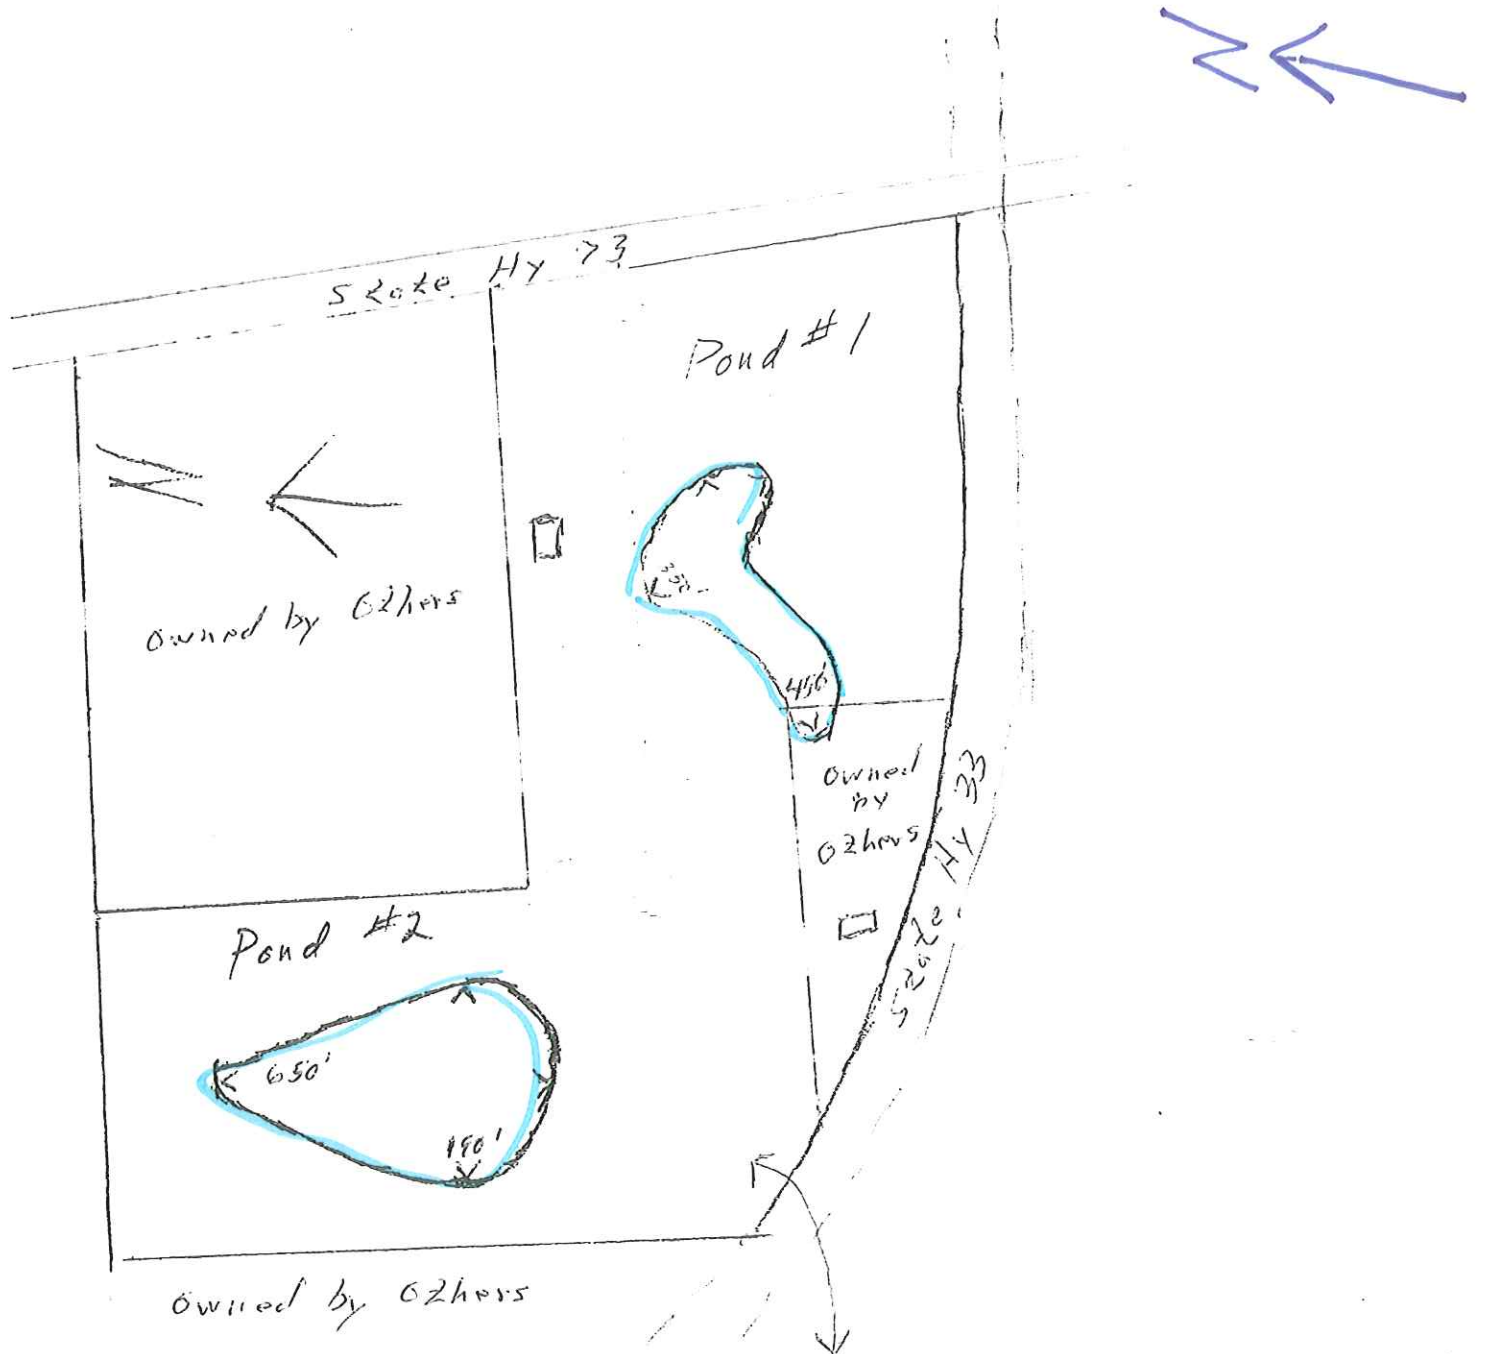 N
State Hy 73
Pond #1
N
350'
Owned by Others
450'
Owned
by
Others
State Hy 33
Pond #2
650'
190'
Owned by Others